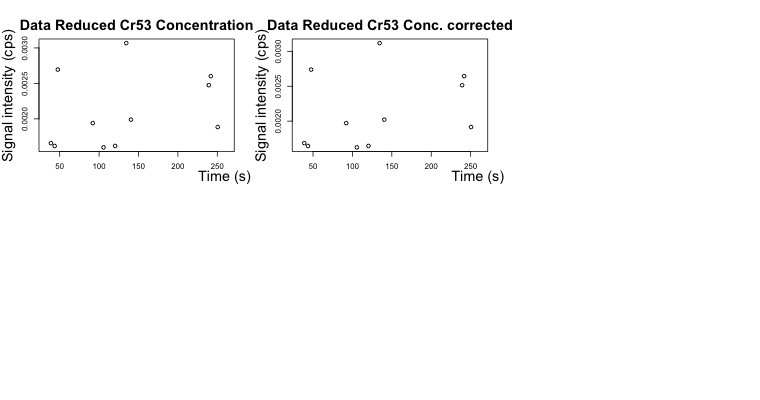 Data Reduced Cr53 Concentration
Signal intensity (cps)
0.0020 0.0025 0.0030
50 100 150 200 250
Time (s)
Data Reduced Cr53 Conc. corrected
Signal intensity (cps)
0.0020 0.0025 0.0030
50 100 150 200 250
Time (s)